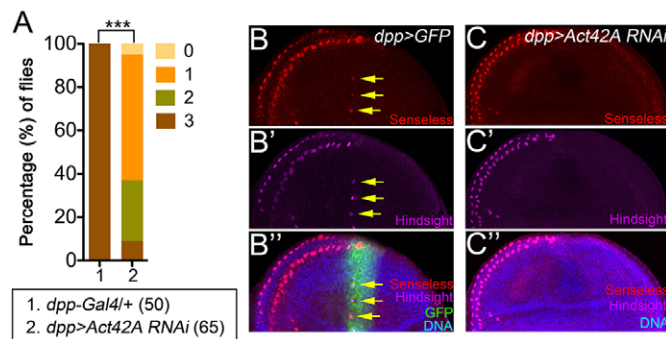 A
***
Percentage (%) of flies
100
80
60
40
20
0
0
1
2
3
1
2
1. dpp-Gal4/+ (50)
2. dpp>Act42A RNAi (65)
B
dpp>GFP
Senseless
B'
Hindsight
B''
Senseless
Hindsight
GFP
DNA
C
dpp>Act42A RNAi
Senseless
C'
Hindsight
C''
Senseless
Hindsight
DNA